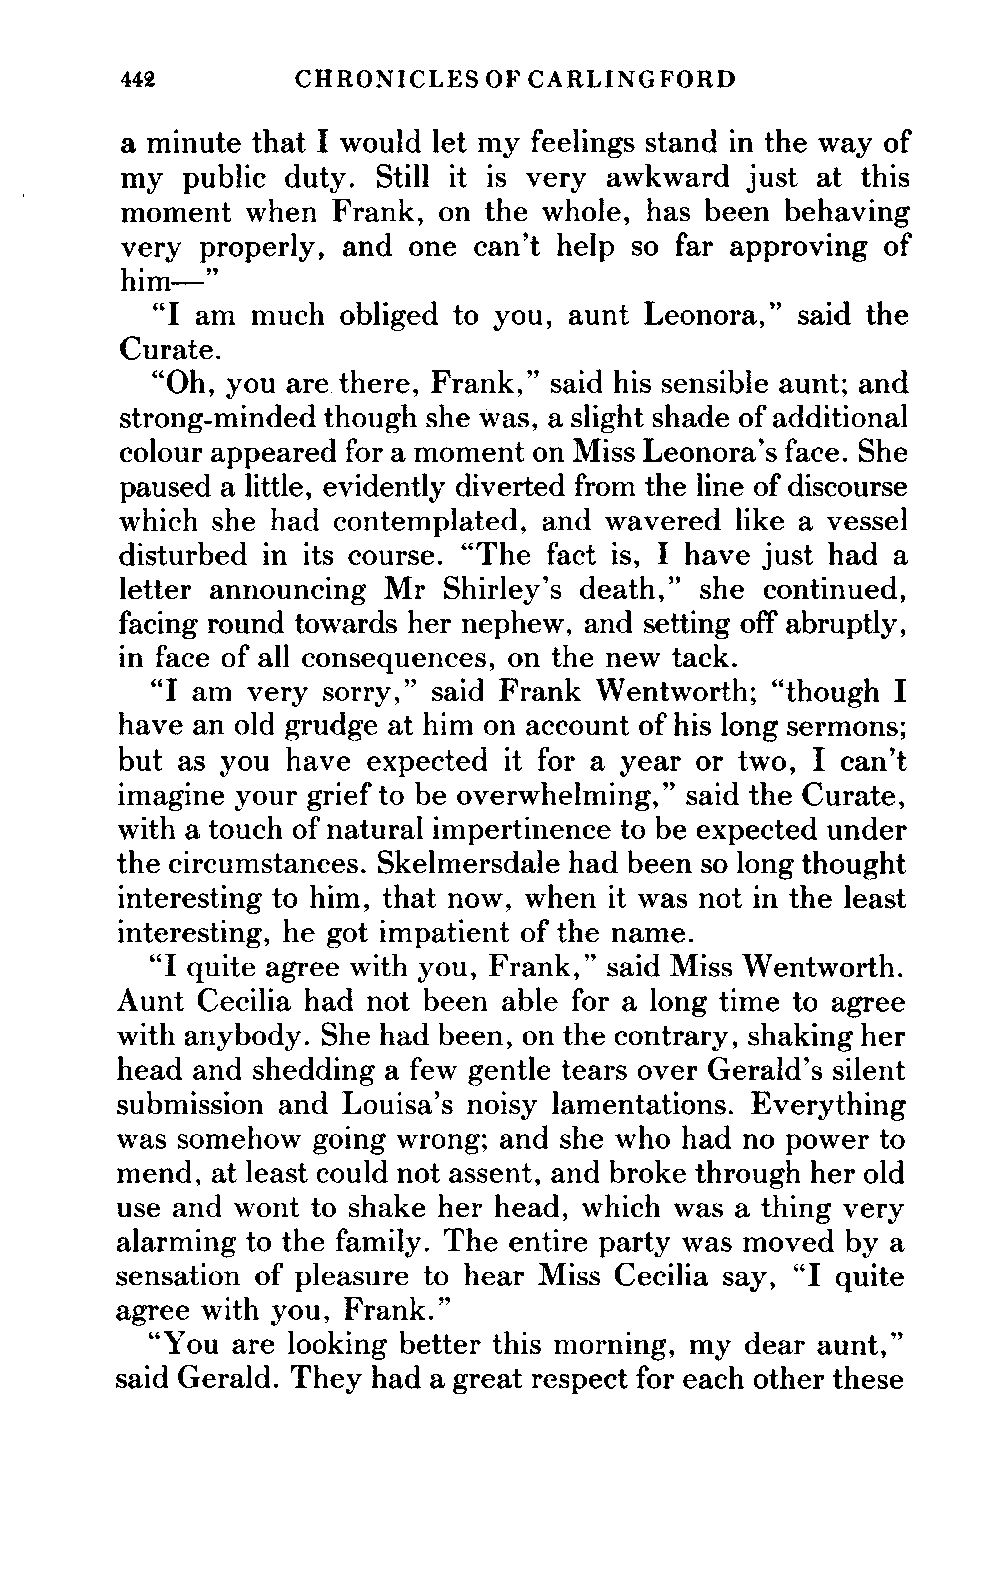 442 CHRONICLES OF CARLINGFORD
a minute that I would let my feelings stand in the way of
my public duty. Still it is very awkward just at this
moment when Frank, on the whole, has been behaving
very properly, and one can't help so far approving of
him—”
“I am much obliged to you, aunt Leonora,” said the
Curate.
“Oh, you are there, Frank,” said his sensible aunt; and
strong-minded though she was, a slight shade of additional
colour appeared for a moment on Miss Leonora's face. She
paused a little, evidently diverted from the line of discourse
which she had contemplated, and wavered like a vessel
disturbed in its course. “The fact is, I have just had a
letter announcing Mr Shirley's death,” she continued,
facing round towards her nephew, and setting off abruptly,
in face of all consequences, on the new tack.
“I am very sorry,” said Frank Wentworth; “though I
have an old grudge at him on account of his long sermons;
but as you have expected it for a year or two, I can't
imagine your grief to be overwhelming,” said the Curate,
with a touch of natural impertinence to be expected under
the circumstances. Skelmersdale had been so long thought
interesting to him, that now, when it was not in the least
interesting, he got impatient of the name.
“I quite agree with you, Frank,” said Miss Wentworth.
Aunt Cecilia had not been able for a long time to agree
with anybody. She had been, on the contrary, shaking her
head and shedding a few gentle tears over Gerald's silent
submission and Louisa's noisy lamentations. Everything
was somehow going wrong; and she who had no power to
mend, at least could not assent, and broke through her old
use and wont to shake her head, which was a thing very
alarming to the family. The entire party was moved by a
sensation of pleasure to hear Miss Cecilia say, “I quite
agree with you, Frank.”
“You are looking better this morning, my dear aunt,”
said Gerald. They had a great respect for each other these